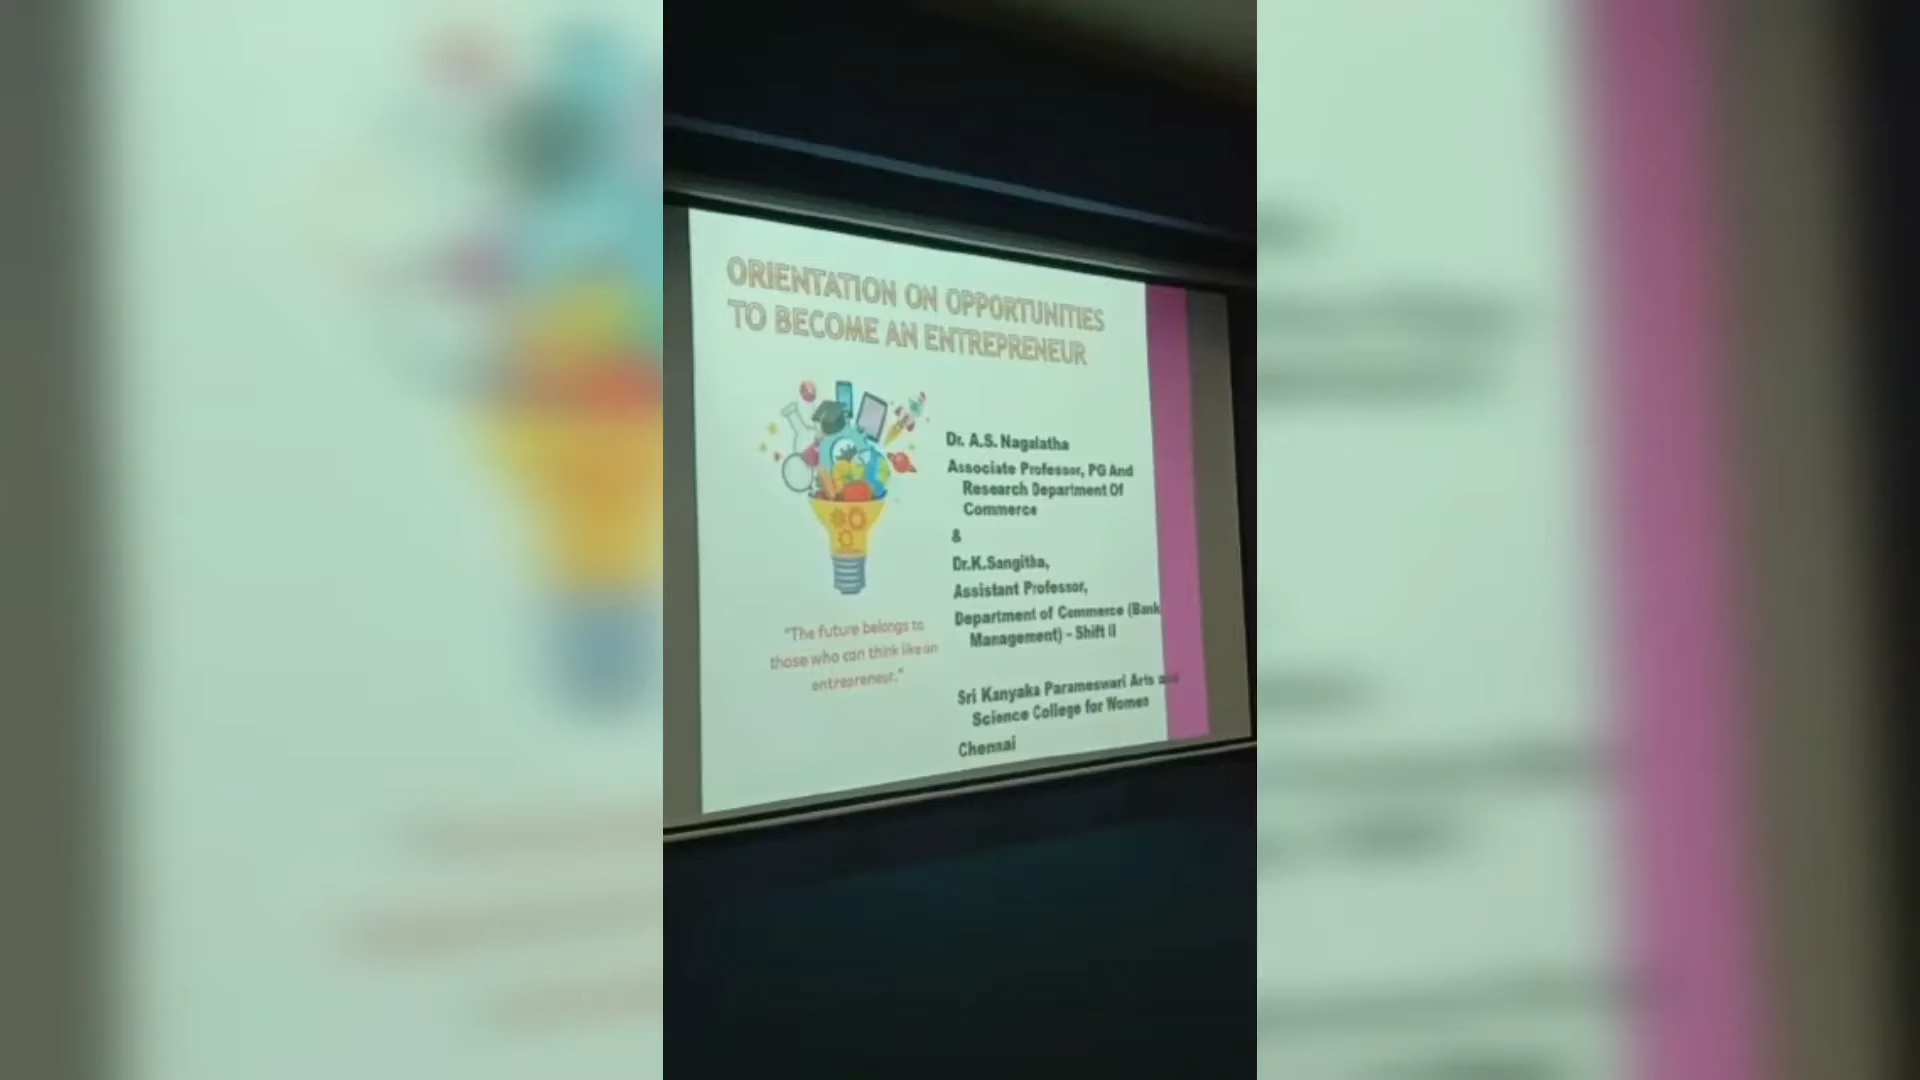 ORIENTATION ON OPPORTUNITIES
TO BECOME AN ENTREPRENEUR
Dr. A.S. Nagalatha
Associate Professor, PG And
Research Department Of
Commerce
&
Dr.K.Sangitha,
Assistant Professor,
Department of Commerce (Bank
Management) – Shift II
Sri Kanyaka Parameswari Arts and
Science College for Women
Chennai
"The future belongs to
those who can think like an
entrepreneur."